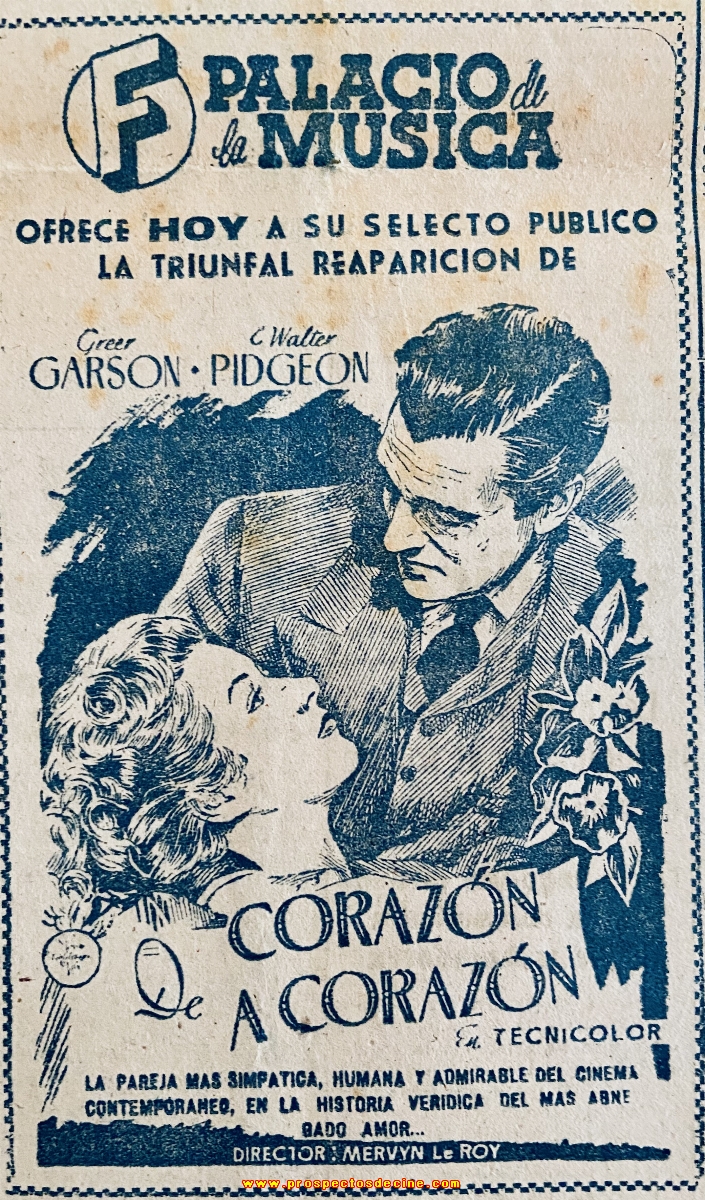 F PALACIO de
la MUSICA
OFRECE HOY A SU SELECTO PUBLICO
LA TRIUNFAL REAPARICION DE
Greer Walter
GARSON · PIDGEON
De CORAZÓN
A CORAZÓN
En TECNICOLOR
LA PAREJA MAS SIMPATICA, HUMANA Y ADMIRABLE DEL CINEMA
CONTEMPORANEO, EN LA HISTORIA VERIDICA DEL MAS ABNE
GADO AMOR...
DIRECTOR: MERVYN LE ROY
www.prospectosdecine.com